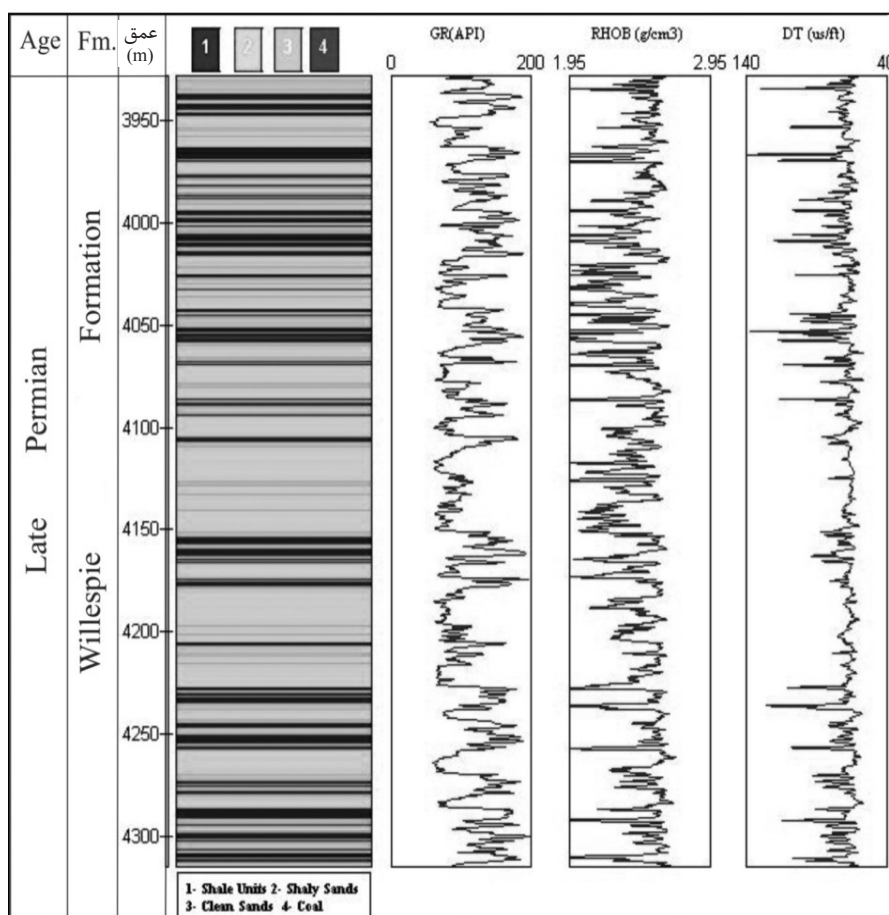 Age Fm. عمق (m) 1 2 3 4 GR(API) RHOB (g/cm3) DT (us/ft)
0 200 1.95 2.95 140 40
3950
4000
4050
4100
4150
4200
4250
4300
Late Permian
Willespie Formation
1- Shale Units 2- Shaly Sands
3- Clean Sands 4- Coal